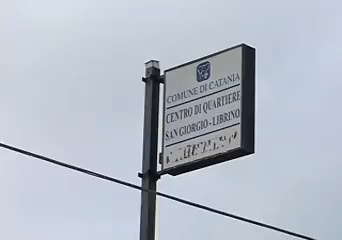 COMUNE DI CATANIA
CENTRO DI QUARTIERE
SAN GIORGIO - LIBRINO